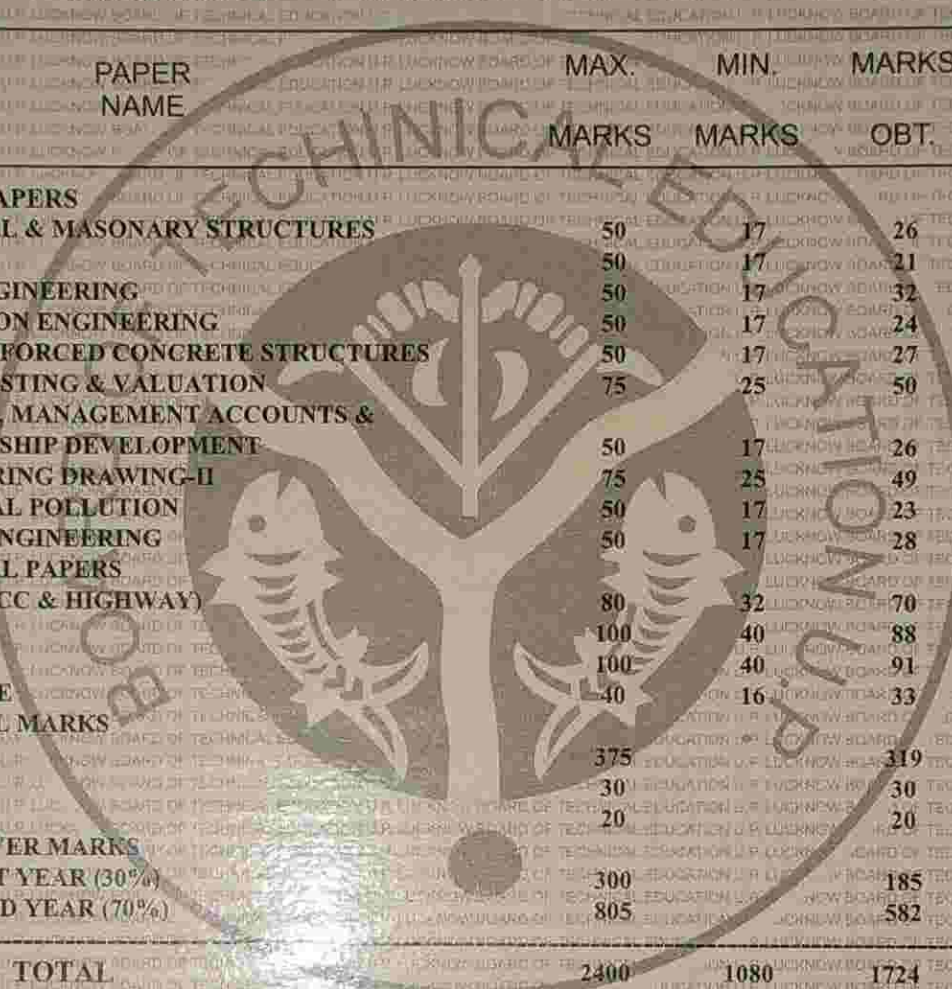 PAPER NAME MAX. MARKS MIN. MARKS MARKS OBT.
APERS
L & MASONARY STRUCTURES 50 17 26
50 17 21
GINEERING 50 17 32
ON ENGINEERING 50 17 24
FORCED CONCRETE STRUCTURES 50 17 27
STING & VALUATION 75 25 50
, MANAGEMENT ACCOUNTS &
SHIP DEVELOPMENT 50 17 26
RING DRAWING-II 75 25 49
AL POLLUTION 50 17 23
NGINEERING 50 17 28
L PAPERS
CC & HIGHWAY) 80 32 70
100 40 88
100 40 91
E 40 16 33
L MARKS
375 319
30 30
20 20
ER MARKS
T YEAR (30%) 300 185
D YEAR (70%) 805 582
TOTAL 2400 1080 1724
BOARD OF TECHINICAL EDUCATION U.P